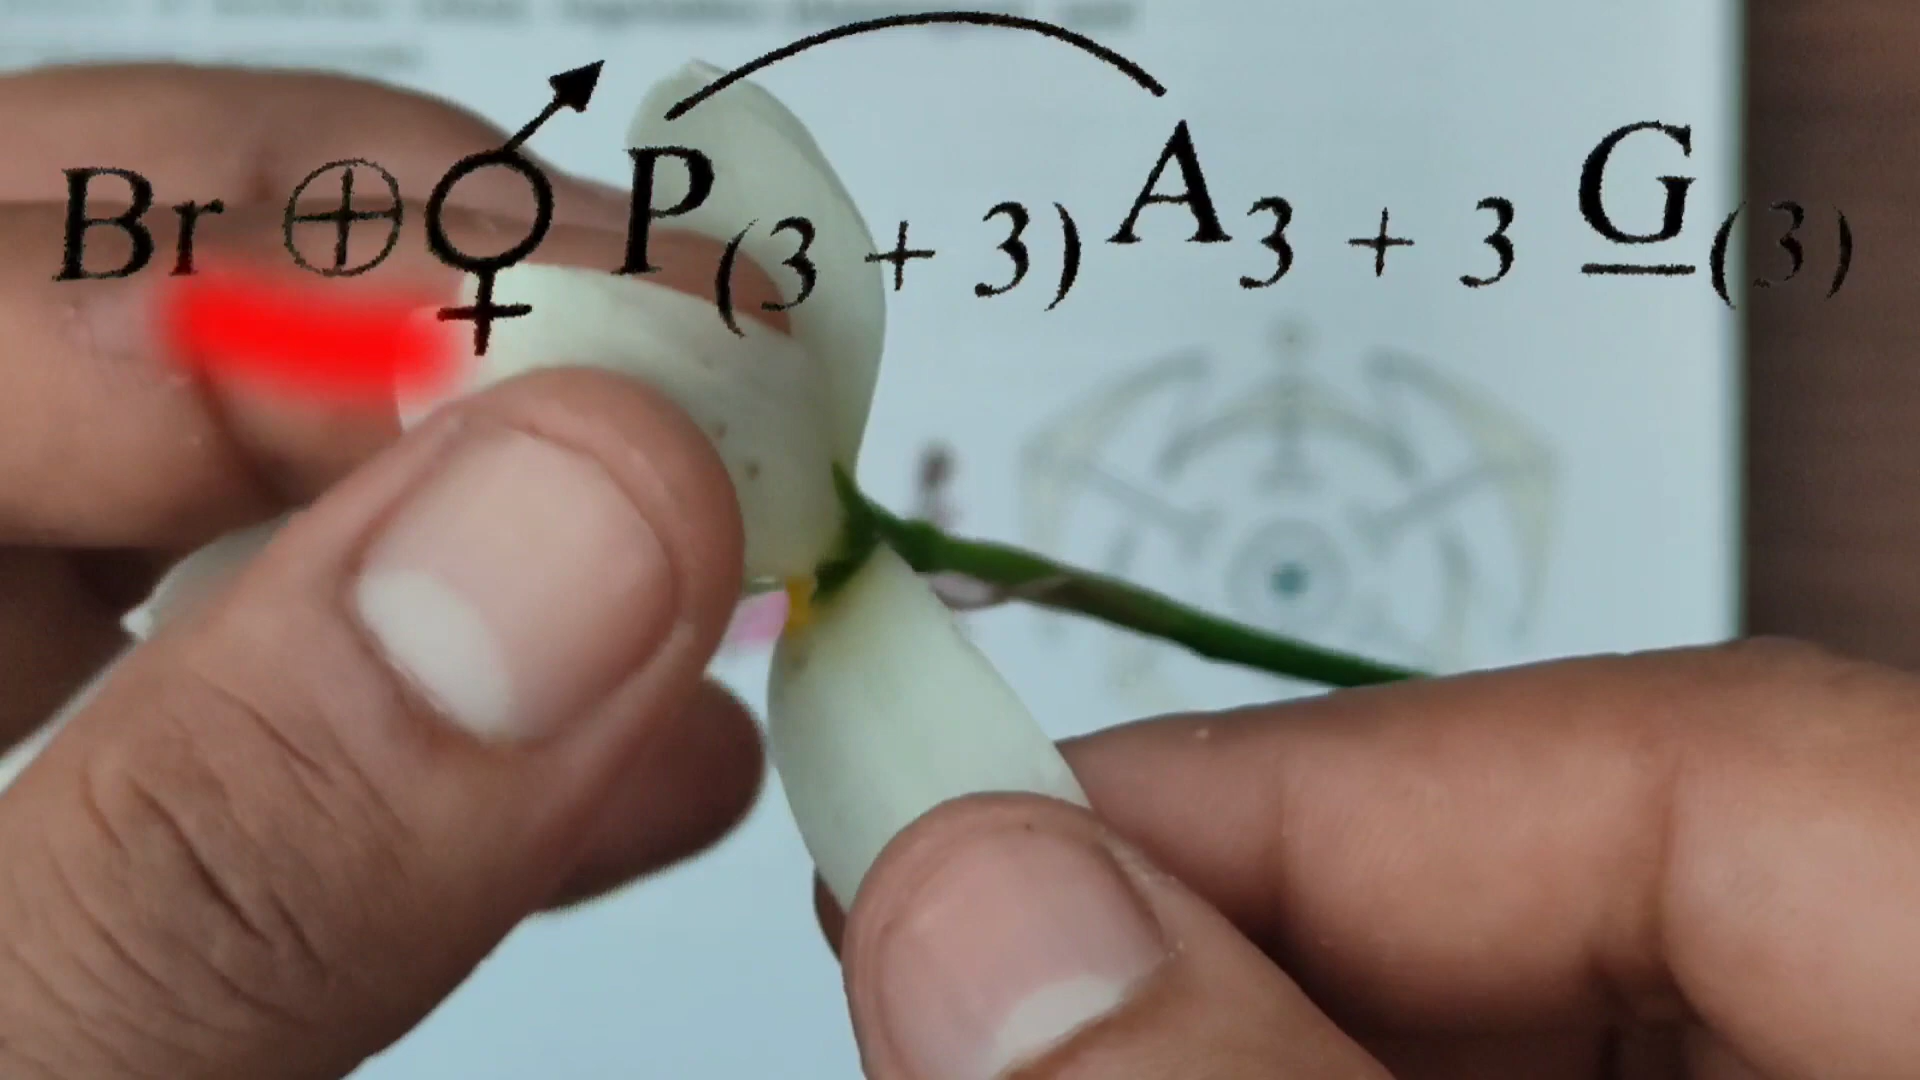 Br ⊕ ⚥ P(3 + 3) A3 + 3 G(3)